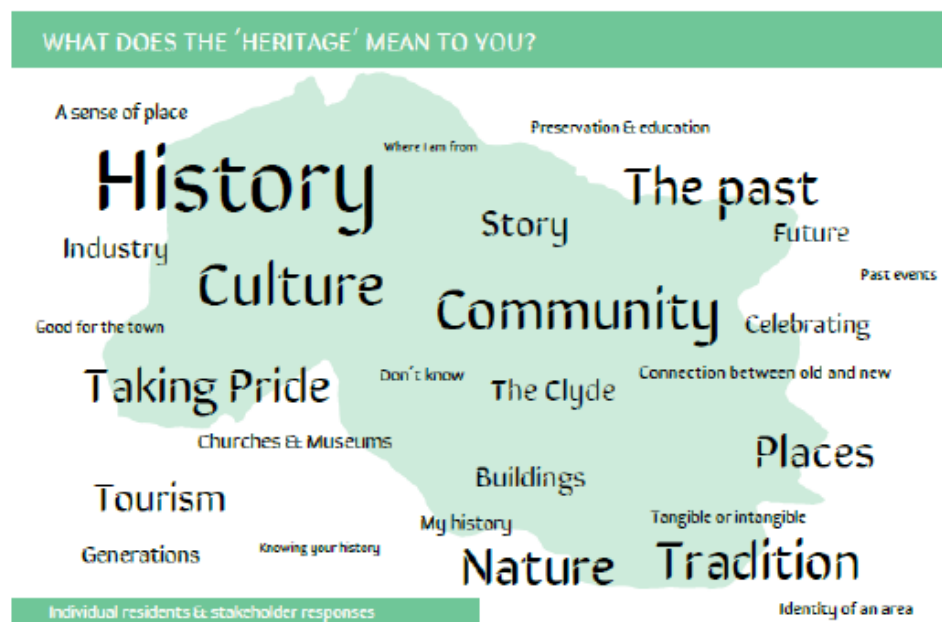 WHAT DOES THE 'HERITAGE' MEAN TO YOU?
A sense of place
Preservation & education
Where I am from
History
The past
Story
Future
Industry
Past events
Culture
Community
Celebrating
Good for the town
Taking Pride
Don't know
The Clyde
Connection between old and new
Churches & Museums
Places
Buildings
Tourism
My history
Tangible or intangible
Generations
Knowing your history
Nature
Tradition
Individual residents & stakeholder responses
Identity of an area